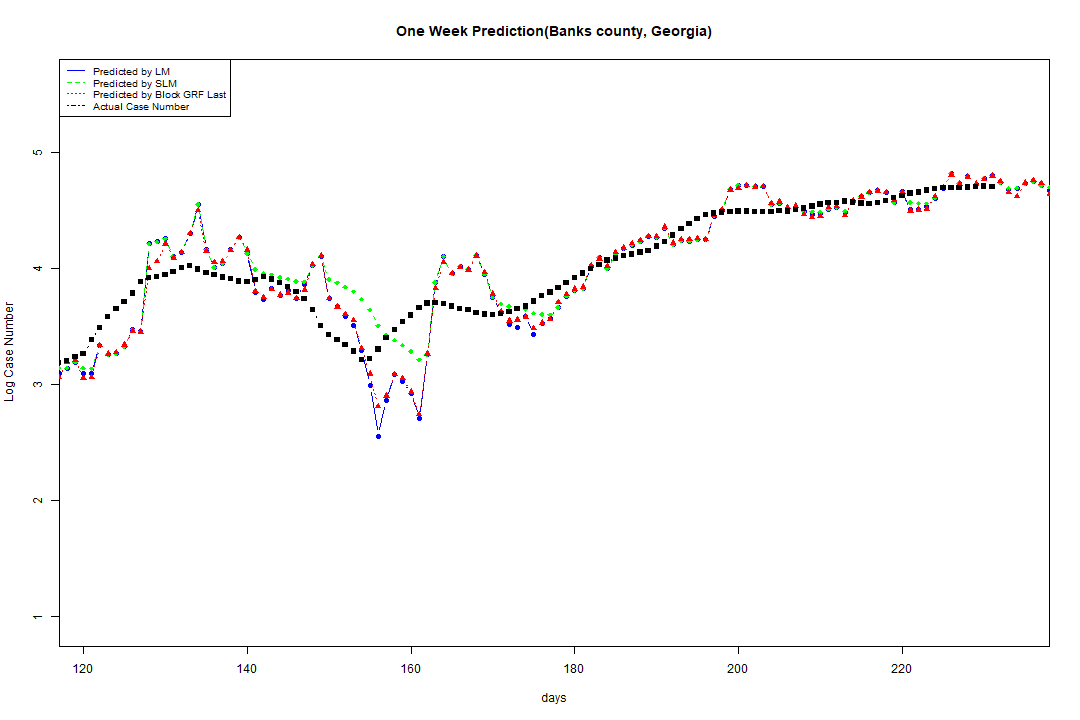 One Week Prediction(Banks county, Georgia)
Predicted by LM
Predicted by SLM
Predicted by Block GRF Last
Actual Case Number
5
4
3
2
1
Log Case Number
120 140 160 180 200 220
days